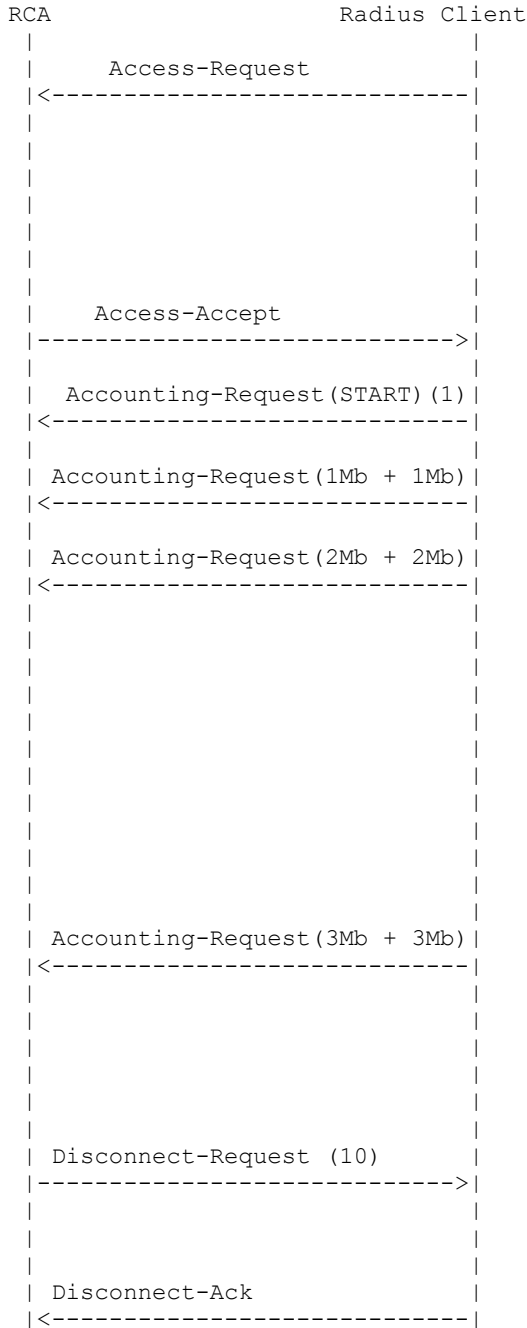 RCA Radius Client
Access-Request
Access-Accept
Accounting-Request(START)(1)
Accounting-Request(1Mb + 1Mb)
Accounting-Request(2Mb + 2Mb)
Accounting-Request(3Mb + 3Mb)
Disconnect-Request (10)
Disconnect-Ack